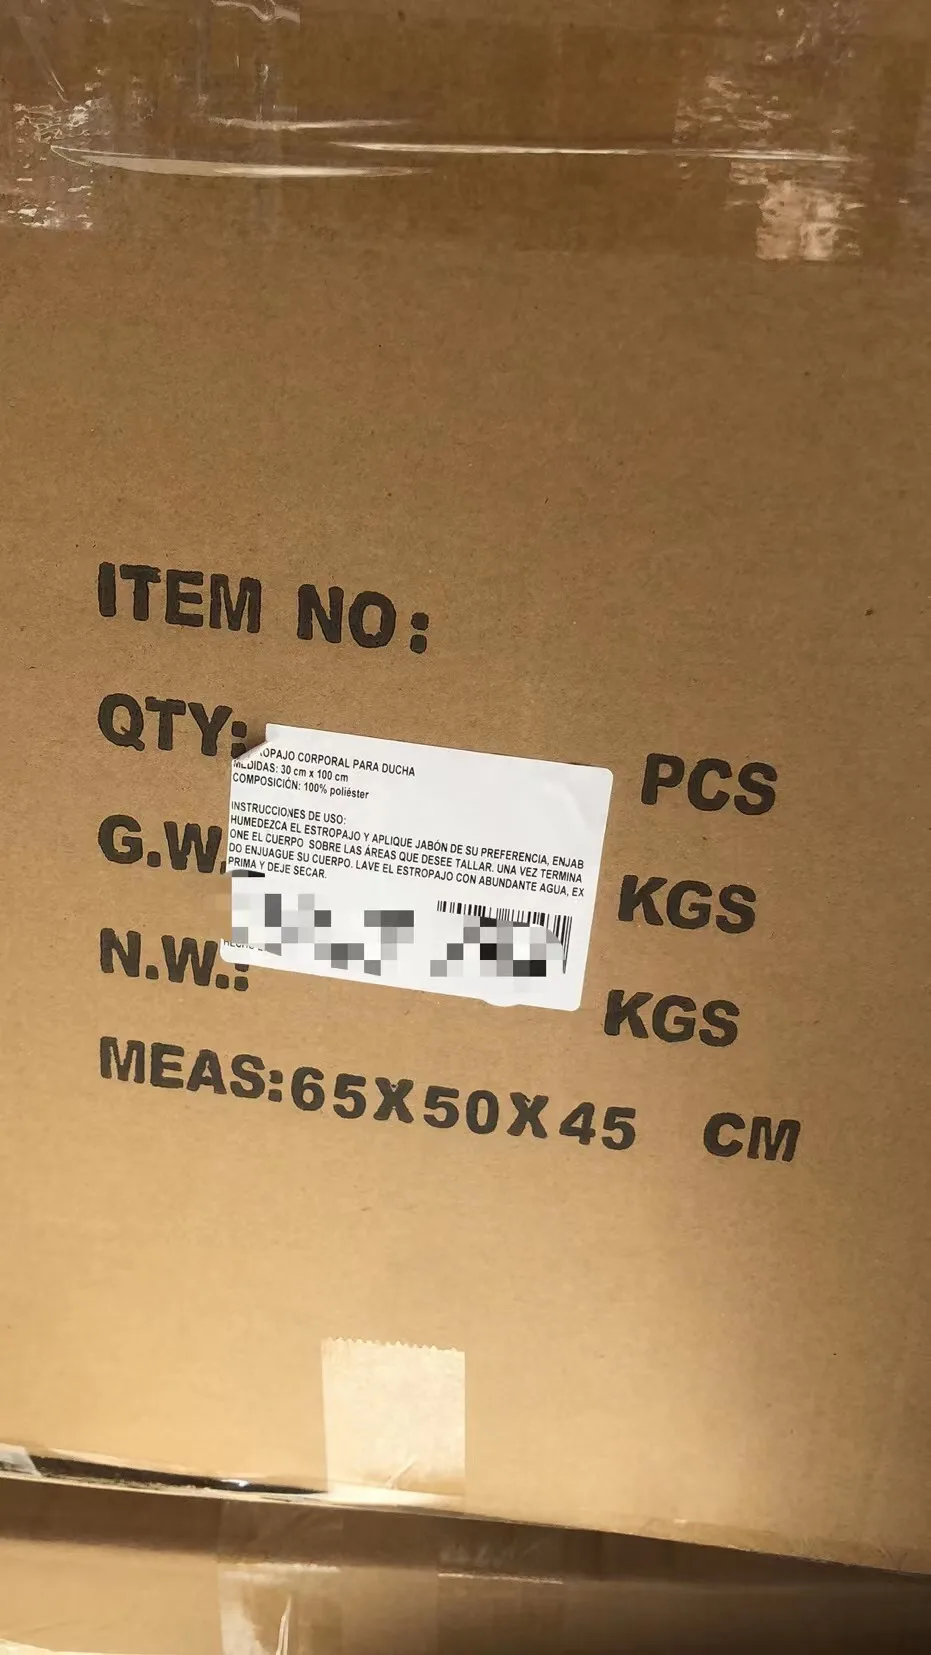 ITEM NO:
QTY: PCS
G.W. KGS
N.W.: KGS
MEAS:65X50X45 CM
CORPORAL PARA DUCHA
MEDIDAS: 30 cm x 100 cm
COMPOSICIÓN: 100% poliéster
INSTRUCCIONES DE USO:
HUMEDEZCA EL ESTROPAJO Y APLIQUE JABÓN DE SU PREFERENCIA, ENJAB
ONE EL CUERPO SOBRE LAS ÁREAS QUE DESEE TALLAR. UNA VEZ TERMINA
DO ENJUAGUE SU CUERPO. LAVE EL ESTROPAJO CON ABUNDANTE AGUA, EX
PRIMA Y DEJE SECAR.